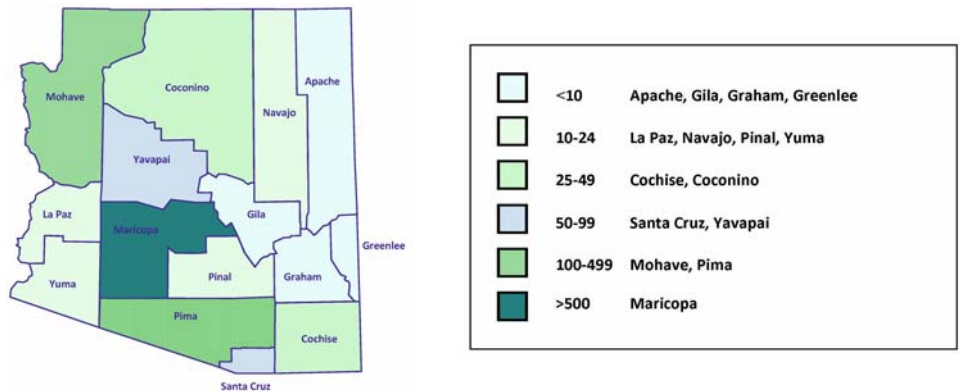 Mohave
Coconino
Apache
Navajo
Yavapai
La Paz
Maricopa
Gila
Greenlee
Yuma
Pinal
Graham
Pima
Cochise
Santa Cruz
<10 Apache, Gila, Graham, Greenlee
10-24 La Paz, Navajo, Pinal, Yuma
25-49 Cochise, Coconino
50-99 Santa Cruz, Yavapai
100-499 Mohave, Pima
>500 Maricopa